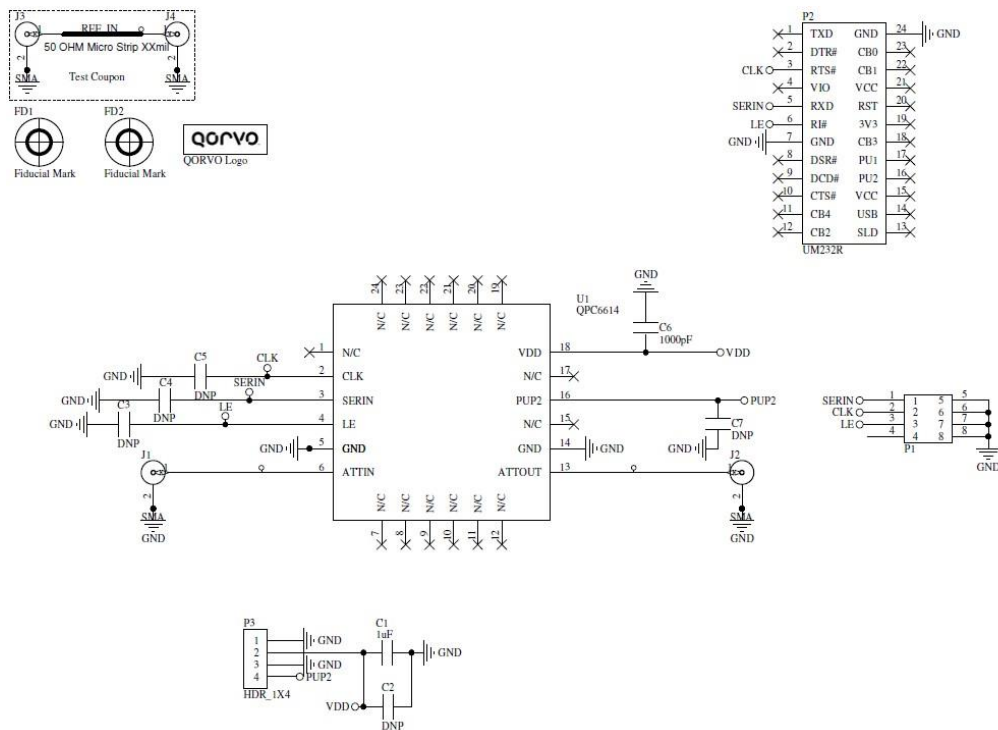 J3
J4
1
REF_IN
1
50 OHM Micro Strip XXmil
2
2
Test Coupon
SMA
SMA
FD1
FD2
Fiducial Mark
Fiducial Mark
QORVO
QORVO Logo
P2
1 TXD GND 24 GND
2 DTR# CB0 23
CLK 3 RTS# CB1 22
4 VIO VCC 21
SERIN 5 RXD RST 20
LE 6 RI# 3V3 19
GND 7 GND CB3 18
8 DSR# PU1 17
9 DCD# PU2 16
10 CTS# VCC 15
11 CB4 USB 14
12 CB2 SLD 13
UM232R
24 23 22 21 20 19
N/C N/C N/C N/C N/C N/C
U1
QPC6614
GND
C6
1000pF
1 N/C
VDD 18 VDD
GND C5 DNP CLK 2 CLK
N/C 17
GND C4 DNP SERIN 3 SERIN
PUP2 16 PUP2
GND C3 DNP LE 4 LE
N/C 15
C7
DNP
GND 5 GND
GND 14 GND
GND
J1 1 6 ATTIN
ATTOUT 13 1 J2
2
SMA
GND
2
SMA
GND
N/C N/C N/C N/C N/C N/C
7 8 9 10 11 12
SERIN 1 1 5 5
CLK 2 2 6 6
LE 3 3 7 7
4 4 8 8
P1
GND
P3
1 GND
2
3 GND
4 PUP2
HDR_1X4
C1
1uF
GND
VDD
C2
DNP